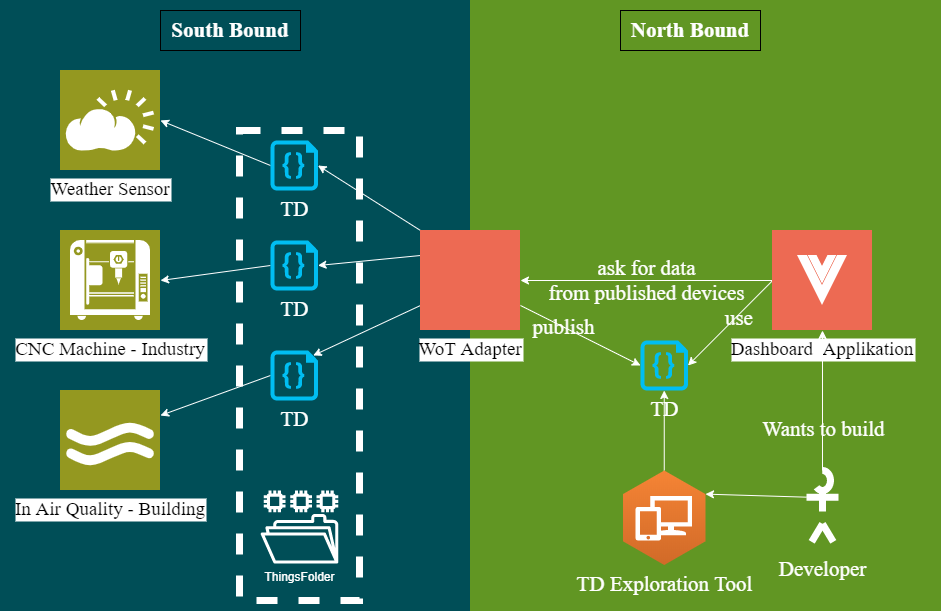 South Bound
North Bound
Weather Sensor
TD
CNC Machine - Industry
TD
In Air Quality - Building
TD
ThingsFolder
WoT Adapter
ask for data
from published devices
publish
use
TD
Dashboard  Applikation
Wants to build
TD Exploration Tool
Developer